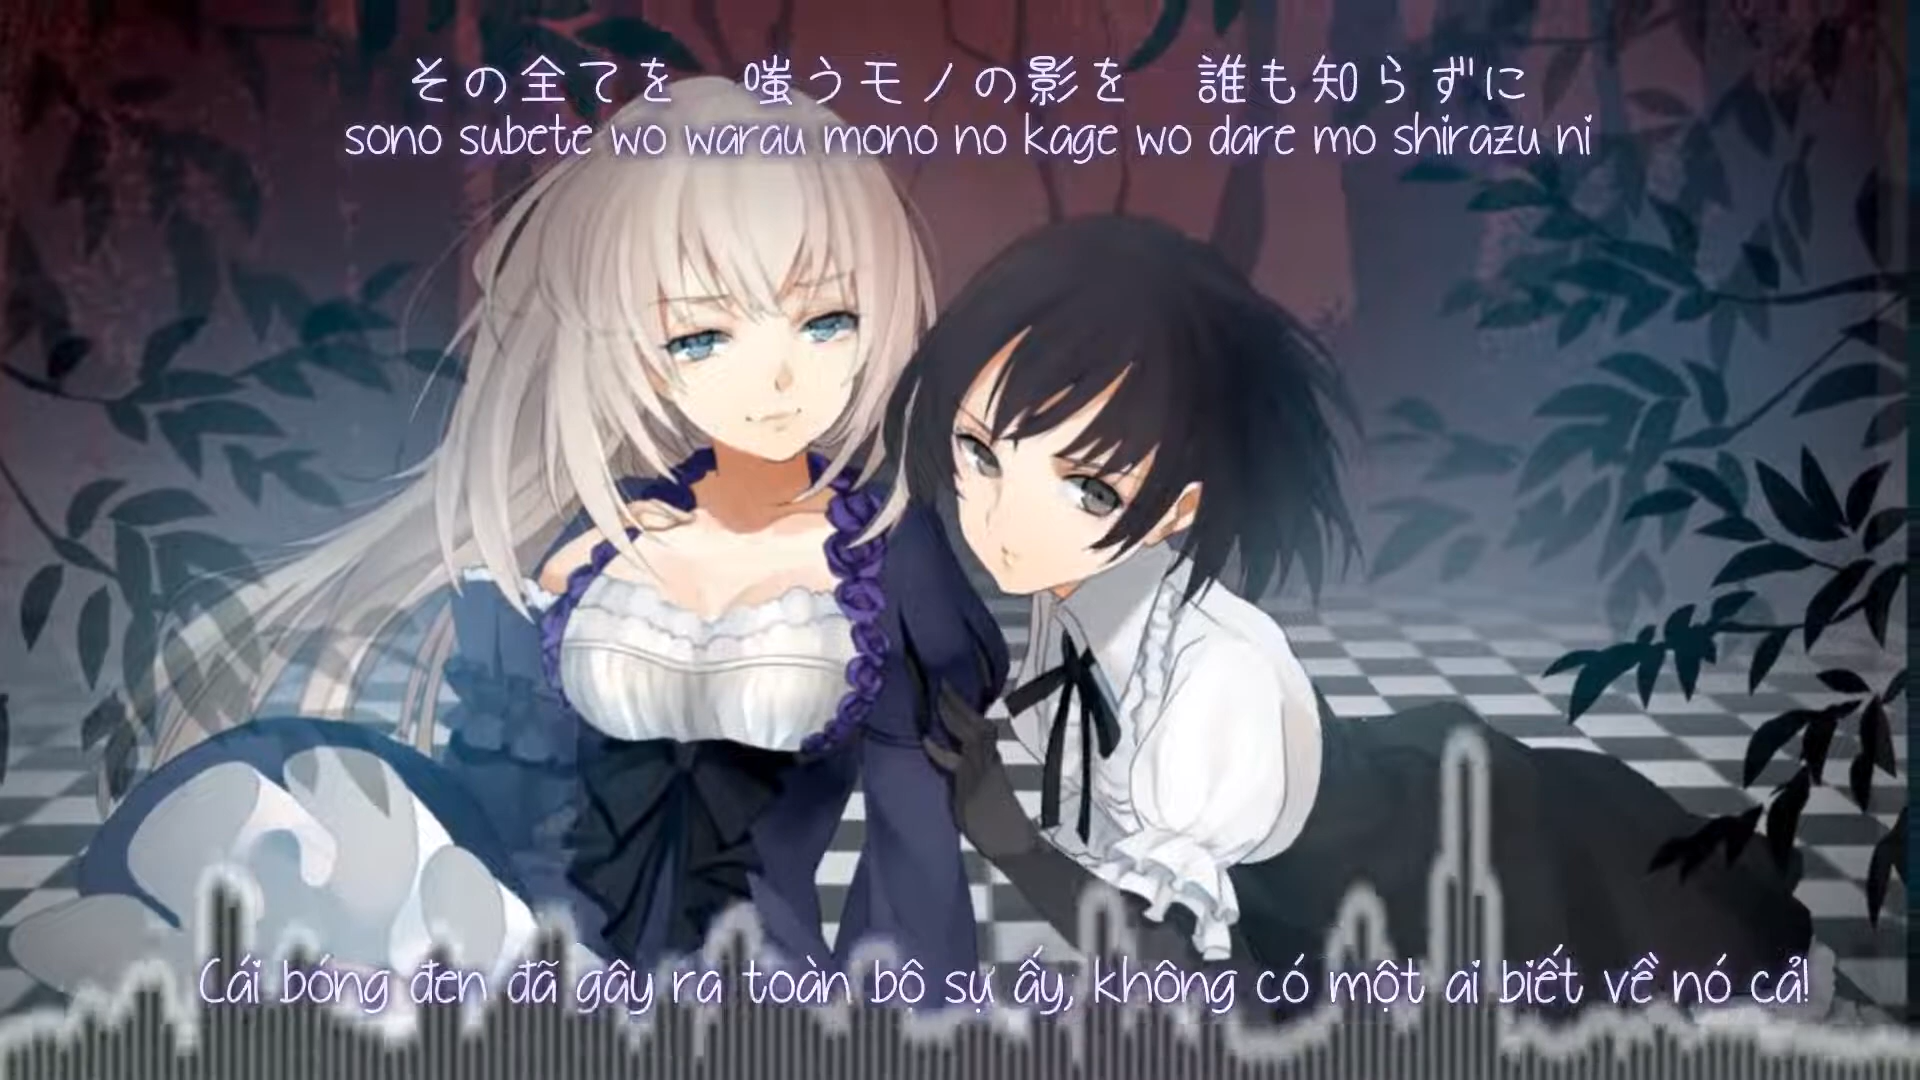 その全てを　嗤うモノの影を　誰も知らずに
sono subete wo warau mono no kage wo dare mo shirazu ni
Cái bóng đen đã gây ra toàn bộ sự ấy, không có một ai biết về nó cả!